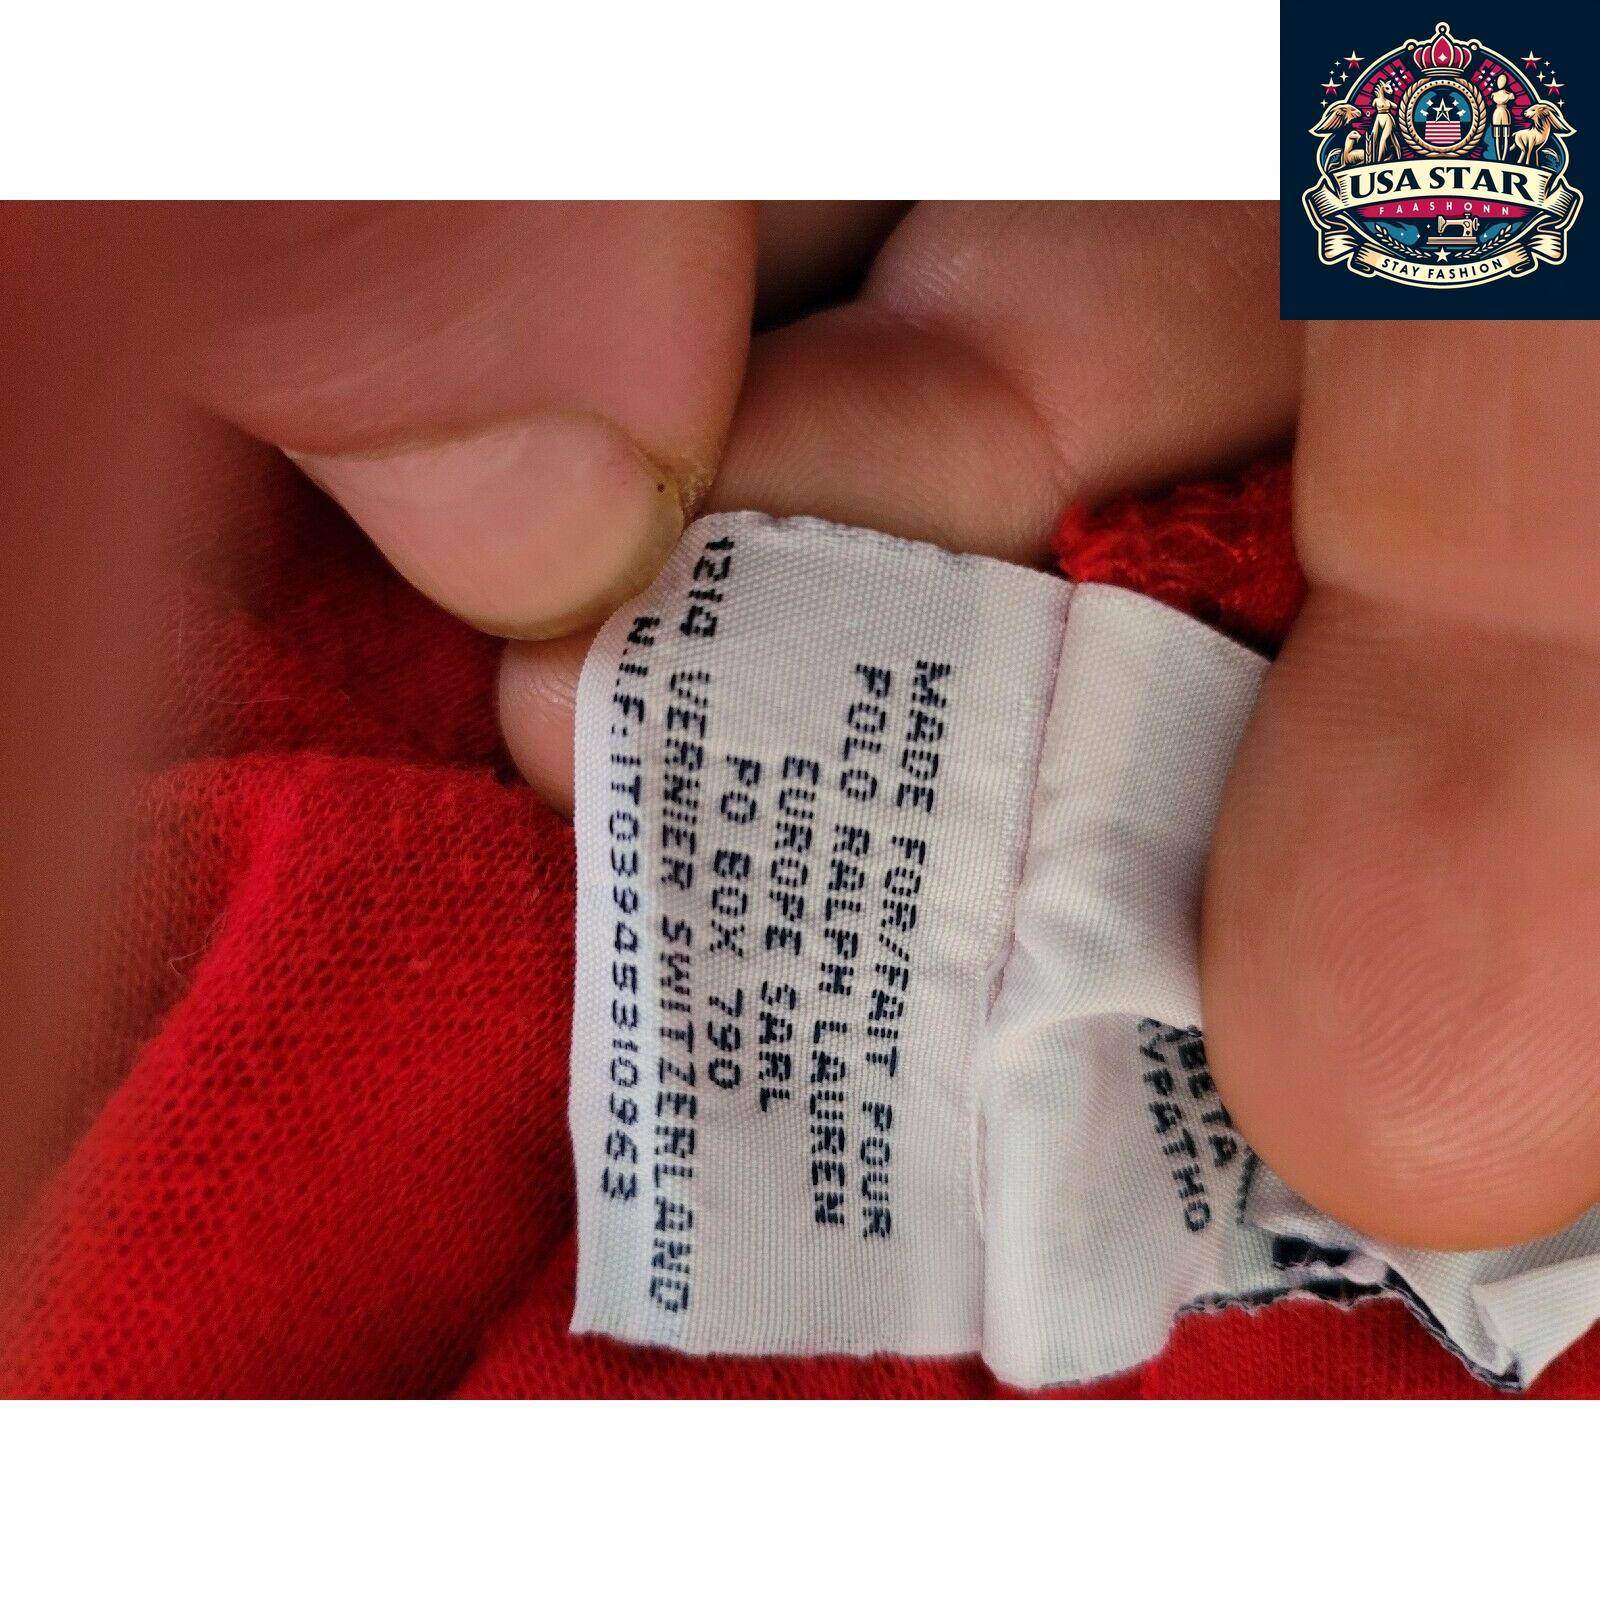 USA STAR
FAASHONN
STAY FASHION
MADE FOR/FAIT POUR
POLO RALPH LAUREN
EUROPE SARL
PO BOX 790
1214 VERNIER SWITZERLAND
N.I.F: IT03945310963